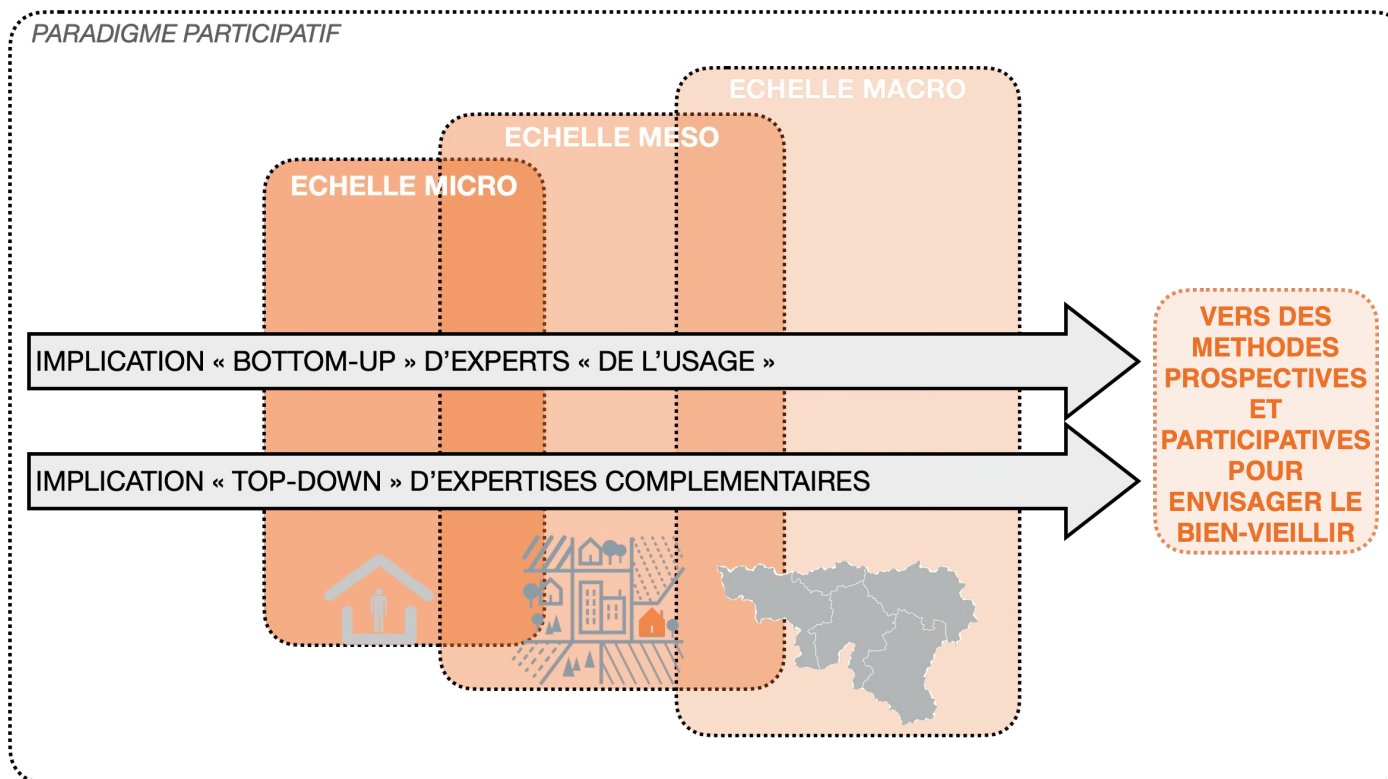 PARADIGME PARTICIPATIF
ECHELLE MACRO
ECHELLE MESO
ECHELLE MICRO
IMPLICATION « BOTTOM-UP » D'EXPERTS « DE L'USAGE »
IMPLICATION « TOP-DOWN » D'EXPERTISES COMPLEMENTAIRES
VERS DES
METHODES
PROSPECTIVES
ET
PARTICIPATIVES
POUR
ENVISAGER LE
BIEN-VIEILLIR